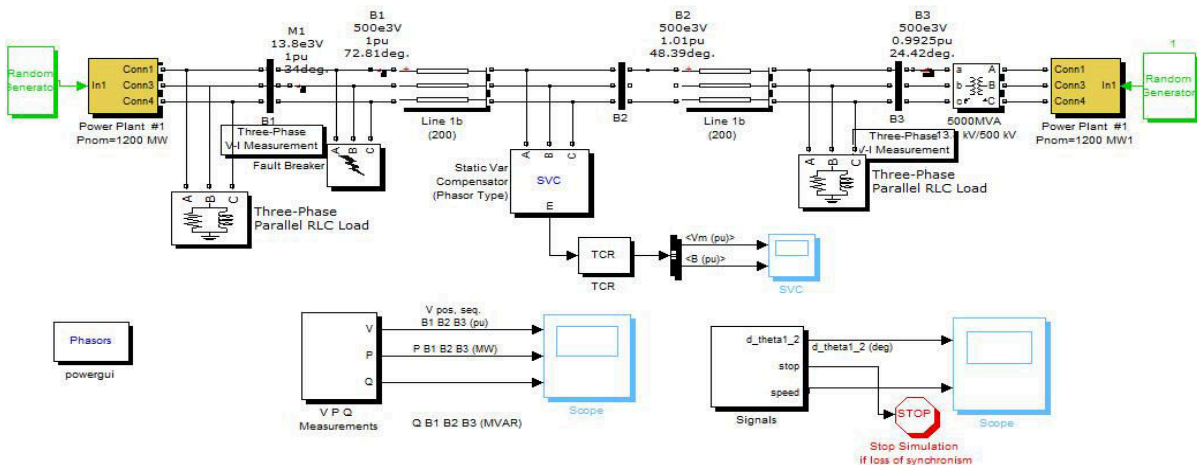 Random
Generator
In1
Conn1
Conn3
Conn4
Power Plant #1
Pnom=1200 MW
M1
13.8e3V
1pu
34deg.
B1
500e3V
1pu
72.81deg.
B1
Three-Phase
V-I Measurement
A B C
Fault Breaker
Line 1b
(200)
B2
500e3V
1.01pu
48.39deg.
B2
Line 1b
(200)
B3
500e3V
0.9925pu
24.42deg.
B3
a A
b B
c C
5000MVA
13. kV/500 kV
Three-Phase
V-I Measurement
Conn1
Conn3
Conn4
In1
Power Plant #1
Pnom=1200 MW1
1
Random
Generator
A B C
Three-Phase
Parallel RLC Load
Static Var
Compensator
(Phasor Type)
A B C
SVC
E
A B C
Three-Phase
Parallel RLC Load
TCR
TCR
<Vm (pu)>
<B (pu)>
SVC
Phasors
powergui
V
P
Q
V P Q
Measurements
V pos, seq.
B1 B2 B3 (pu)
P B1 B2 B3 (MW)
Q B1 B2 B3 (MVAR)
Scope
d_theta1_2
stop
speed
Signals
d_theta1_2 (deg)
STOP
Stop Simulation
if loss of synchronism
Scope